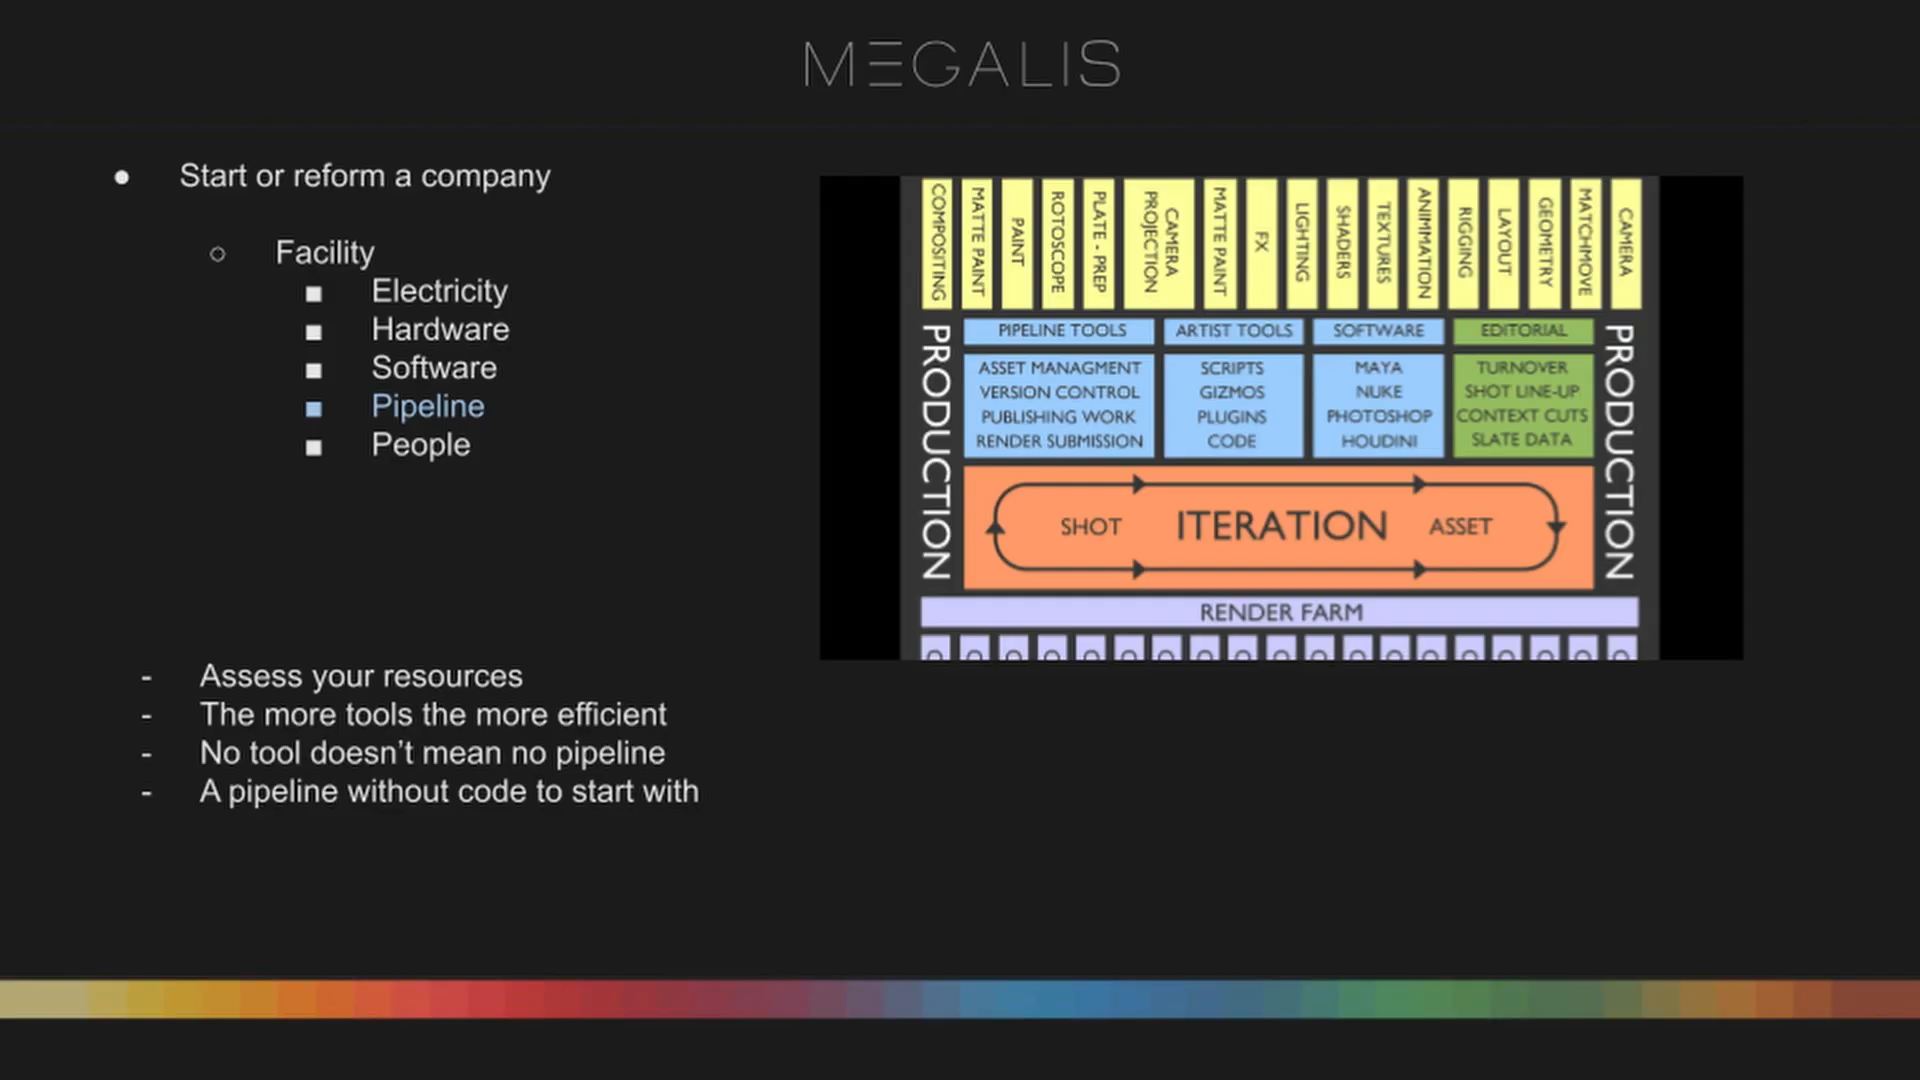 MEGALIS
Start or reform a company
Facility
Electricity
Hardware
Software
Pipeline
People
Assess your resources
The more tools the more efficient
No tool doesn't mean no pipeline
A pipeline without code to start with
COMPOSITING
MATTE PAINT
PAINT
ROTOSCOPE
PLATE - PREP
CAMERA
PROJECTION
MATTE PAINT
FX
LIGHTING
SHADERS
TEXTURES
ANIMMATION
RIGGING
LAYOUT
GEOMETRY
MATCHMOVE
CAMERA
PRODUCTION
PIPELINE TOOLS
ASSET MANAGMENT
VERSION CONTROL
PUBLISHING WORK
RENDER SUBMISSION
ARTIST TOOLS
SCRIPTS
GIZMOS
PLUGINS
CODE
SOFTWARE
MAYA
NUKE
PHOTOSHOP
HOUDINI
EDITORIAL
TURNOVER
SHOT LINE-UP
CONTEXT CUTS
SLATE DATA
PRODUCTION
SHOT ITERATION ASSET
RENDER FARM